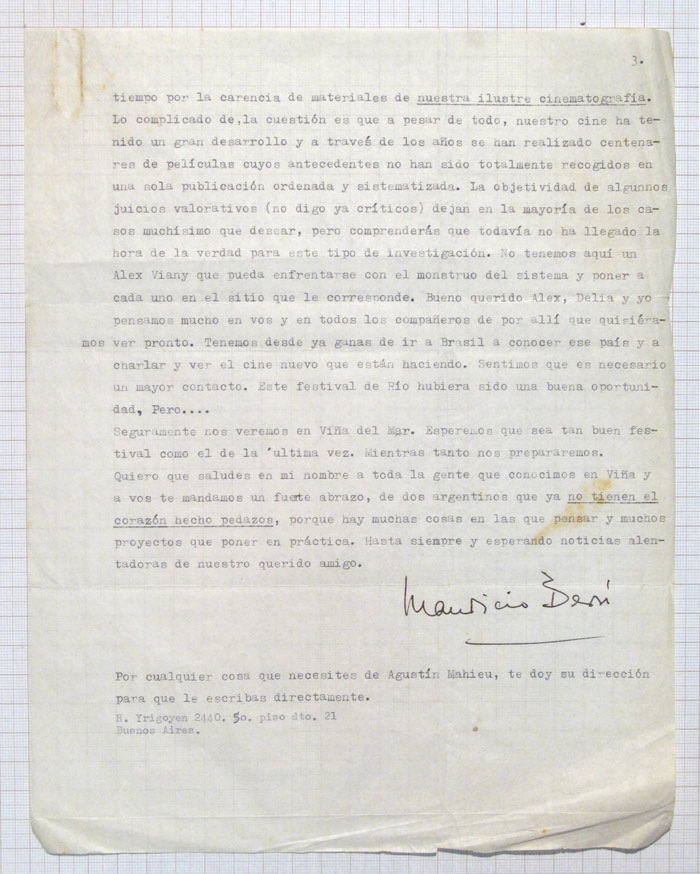 3.
tiempo por la carencia de materiales de nuestra ilustre cinematografía.
Lo complicado de,la cuestión es que a pesar de todo, nuestro cine ha te-
nido un gran desarrollo y a través de los años se han realizado centena-
res de películas cuyos antecedentes no han sido totalmente recogidos en
una sola publicación ordenada y sistematizada. La objetividad de algunnos
juicios valorativos (no digo ya críticos) dejan en la mayoría de los ca-
sos muchísimo que desear, pero comprenderás que todavía no ha llegado la
hora de la verdad para este tipo de investigación. No tenemos aquí un
Alex Viany que pueda enfrentarse con el monstruo del sistema y poner a
cada uno en el sitio que le corresponde. Bueno querido Alex, Delia y yo
pensamos mucho en vos y en todos los compañeros de por allí que quisiéra-
mos ver pronto. Tenemos desde ya ganas de ir a Brasil a conocer ese país y a
charlar y ver el cine nuevo que están haciendo. Sentimos que es necesario
un mayor contacto. Este festival de Río hubiera sido una buena oportuni-
dad, Pero....
Seguramente nos veremos en Viña del Mar. Esperemos que sea tan buen fes-
tival como el de la 'ultima vez. Mientras tanto nos prepararemos.
Quiero que saludes en mi nombre a toda la gente que conocimos en Viña y
a vos te mandamos un fuerte abrazo, de dos argentinos que ya no tienen el
corazón hecho pedazos, porque hay muchas cosas en las que pensar y muchos
proyectos que poner en práctica. Hasta siempre y esperando noticias alen-
tadoras de nuestro querido amigo.
Mauricio Berú
Por cualquier cosa que necesites de Agustín Mahieu, te doy su dirección
para que le escribas directamente.
H. Yrigoyen 2440. 5o. piso dto. 21
Buenos Aires.